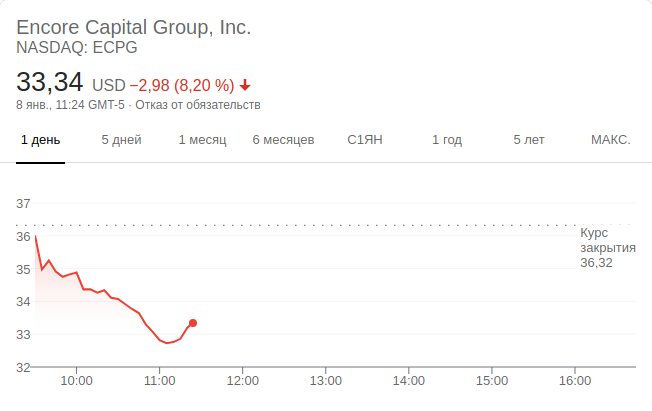 Encore Capital Group, Inc.
NASDAQ: ECPG
33,34 USD −2,98 (8,20 %)
8 янв., 11:24 GMT-5 · Отказ от обязательств
1 день 5 дней 1 месяц 6 месяцев С1ЯН 1 год 5 лет МАКС.
37
36
35
34
33
32
Курс
закрытия
36,32
10:00 11:00 12:00 13:00 14:00 15:00 16:00